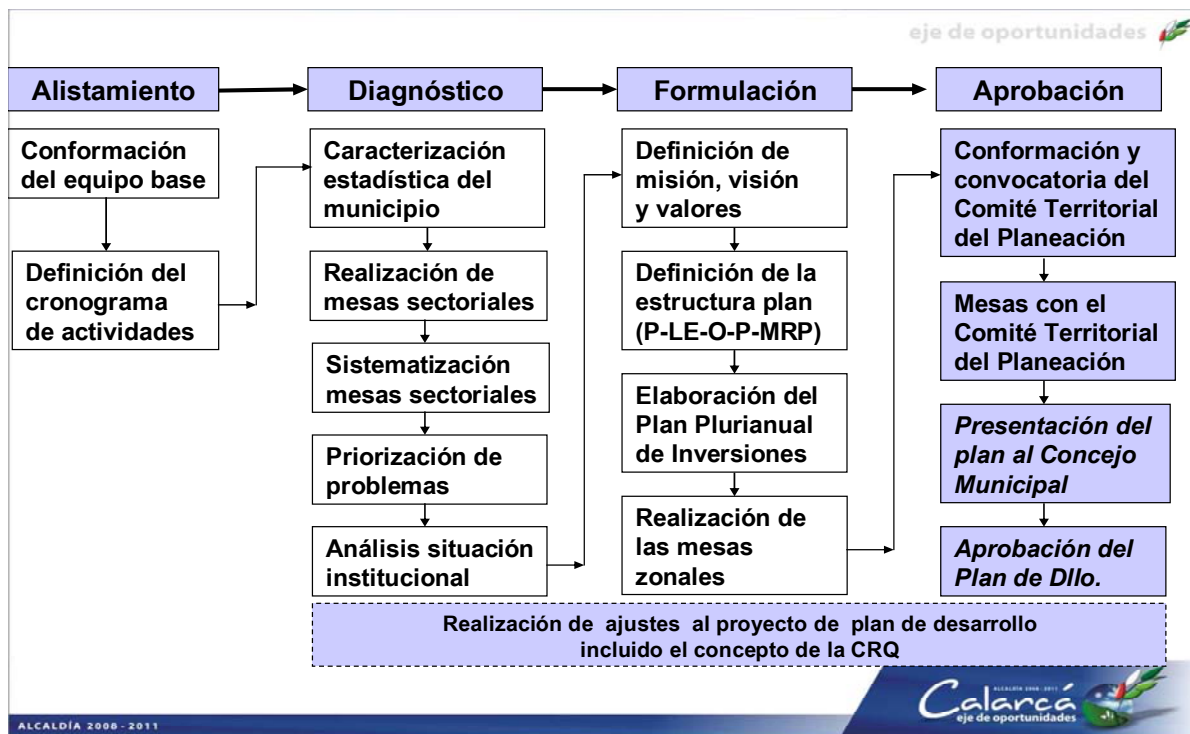 eje de oportunidades
Alistamiento
Diagnóstico
Formulación
Aprobación
Conformación
del equipo base
Definición del
cronograma
de actividades
Caracterización
estadística del
municipio
Realización de
mesas sectoriales
Sistematización
mesas sectoriales
Priorización de
problemas
Análisis situación
institucional
Definición de
misión, visión
y valores
Definición de la
estructura plan
(P-LE-O-P-MRP)
Elaboración del
Plan Plurianual
de Inversiones
Realización de
las mesas
zonales
Conformación y
convocatoria del
Comité Territorial
del Planeación
Mesas con el
Comité Territorial
del Planeación
Presentación del
plan al Concejo
Municipal
Aprobación del
Plan de Dllo.
Realización de ajustes al proyecto de plan de desarrollo
incluido el concepto de la CRQ
ALCALDÍA 2008 - 2011
ALCALDÍA 2008 - 2011
Calarcá
eje de oportunidades